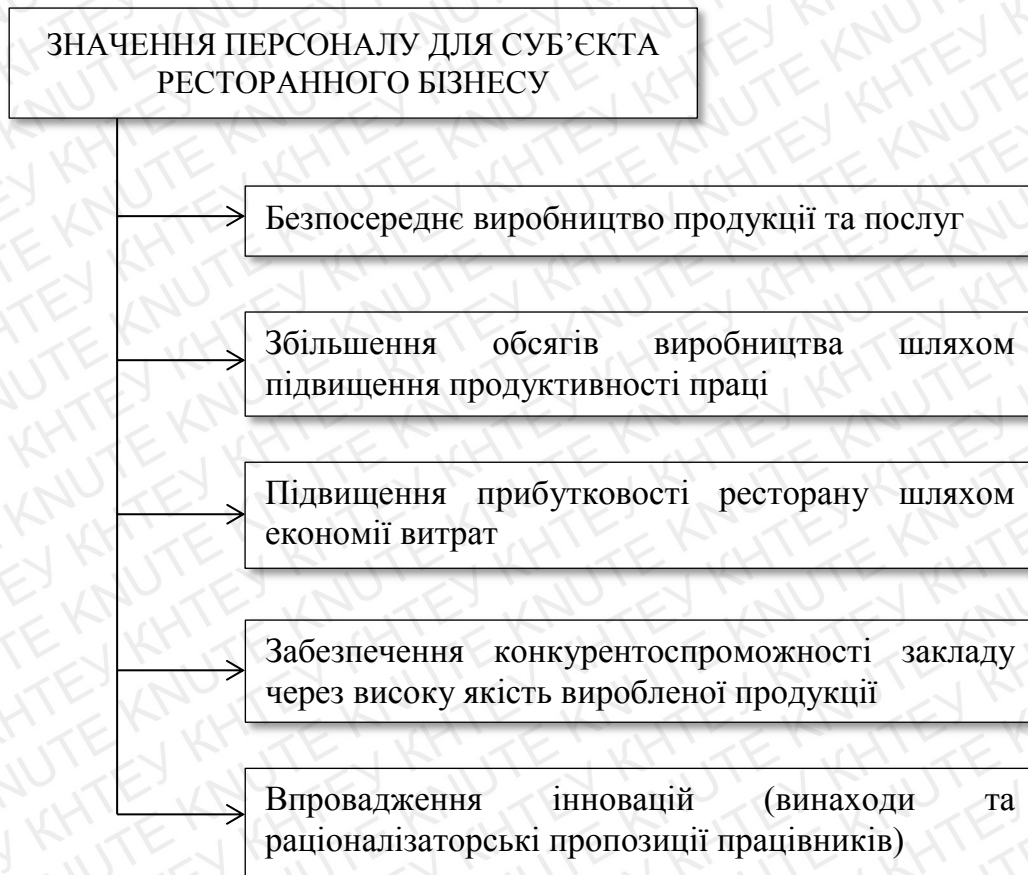 ЗНАЧЕННЯ ПЕРСОНАЛУ ДЛЯ СУБ’ЄКТА
РЕСТОРАННОГО БІЗНЕСУ
Безпосереднє виробництво продукції та послуг
Збільшення обсягів виробництва шляхом
підвищення продуктивності праці
Підвищення прибутковості ресторану шляхом
економії витрат
Забезпечення конкурентоспроможності закладу
через високу якість виробленої продукції
Впровадження інновацій (винаходи та
раціоналізаторські пропозиції працівників)